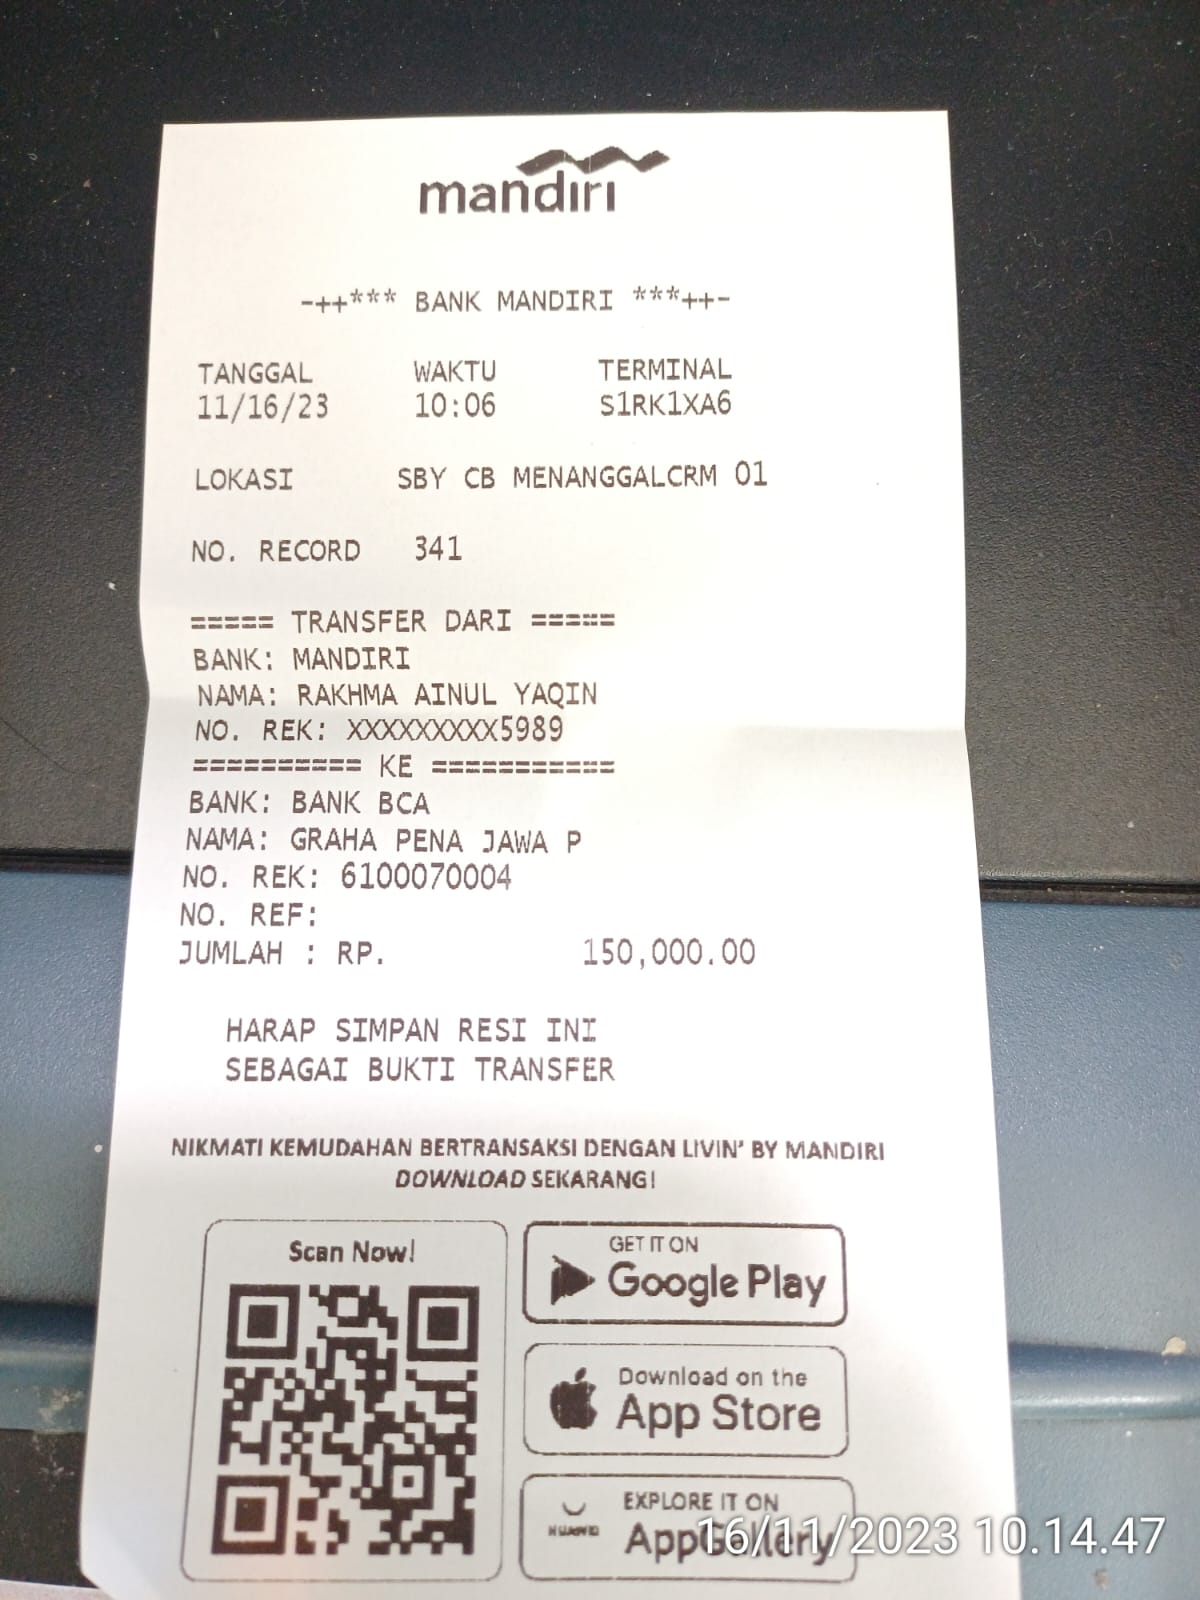 mandırı
-++*** BANK MANDIRI ***++-
TANGGAL WAKTU TERMINAL
11/16/23 10:06 S1RK1XA6
LOKASI SBY CB MENANGGALCRM 01
NO. RECORD 341
===== TRANSFER DARI =====
BANK: MANDIRI
NAMA: RAKHMA AINUL YAQIN
NO. REK: XXXXXXXXX5989
========== KE ===========
BANK: BANK BCA
NAMA: GRAHA PENA JAWA P
NO. REK: 6100070004
NO. REF:
JUMLAH : RP. 150,000.00
HARAP SIMPAN RESI INI
SEBAGAI BUKTI TRANSFER
NIKMATI KEMUDAHAN BERTRANSAKSI DENGAN LIVIN' BY MANDIRI
DOWNLOAD SEKARANG!
Scan Now!
GET IT ON
Google Play
Download on the
App Store
EXPLORE IT ON
HUAWEI AppGallery
16/11/2023 10.14.47